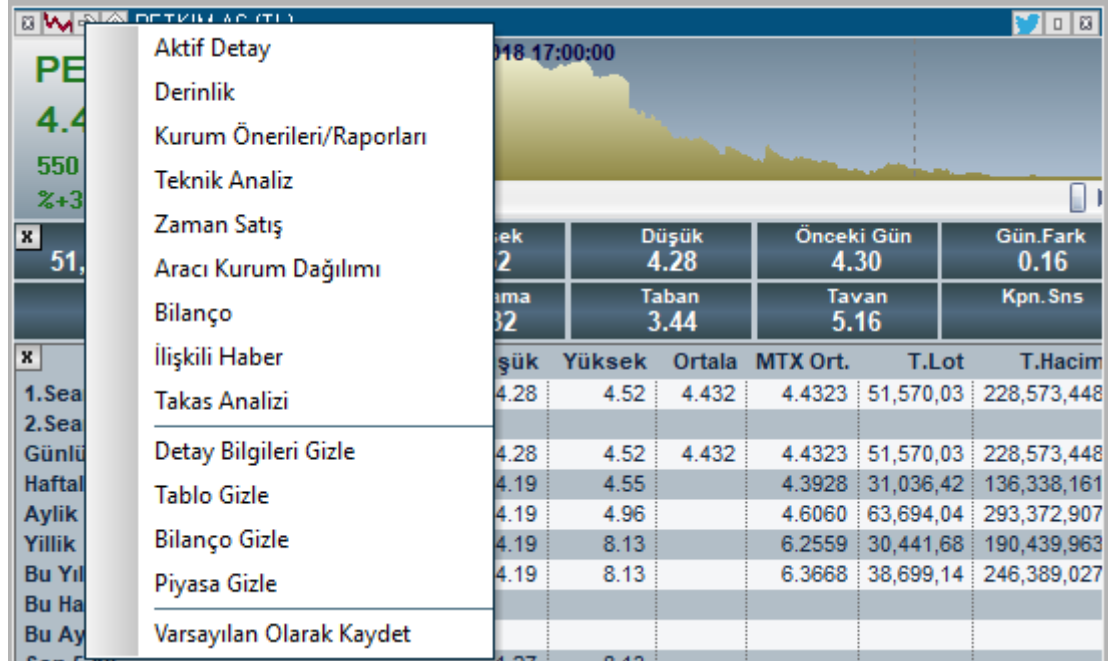 PETKIM AS (TL)
Aktif Detay
Derinlik
Kurum Önerileri/Raporları
Teknik Analiz
Zaman Satış
Aracı Kurum Dağılımı
Bilanço
İlişkili Haber
Takas Analizi
Detay Bilgileri Gizle
Tablo Gizle
Bilanço Gizle
Piyasa Gizle
Varsayılan Olarak Kaydet
PE
018 17:00:00
4.4
550
%+3
x
51,
Düşük Önceki Gün Gün.Fark
4.28 4.30 0.16
Taban Tavan Kpn.Sns
32 3.44 5.16
x
şük Yüksek Ortala MTX Ort. T.Lot T.Hacim
1.Sea 4.28 4.52 4.432 4.4323 51,570,03 228,573,448
2.Sea
Günlü 4.28 4.52 4.432 4.4323 51,570,03 228,573,448
Haftal 4.19 4.55 4.3928 31,036,42 136,338,161
Aylik 4.19 4.96 4.6060 63,694,04 293,372,907
Yillik 4.19 8.13 6.2559 30,441,68 190,439,963
Bu Yıl 4.19 8.13 6.3668 38,699,14 246,389,027
Bu Ha
Bu Ay